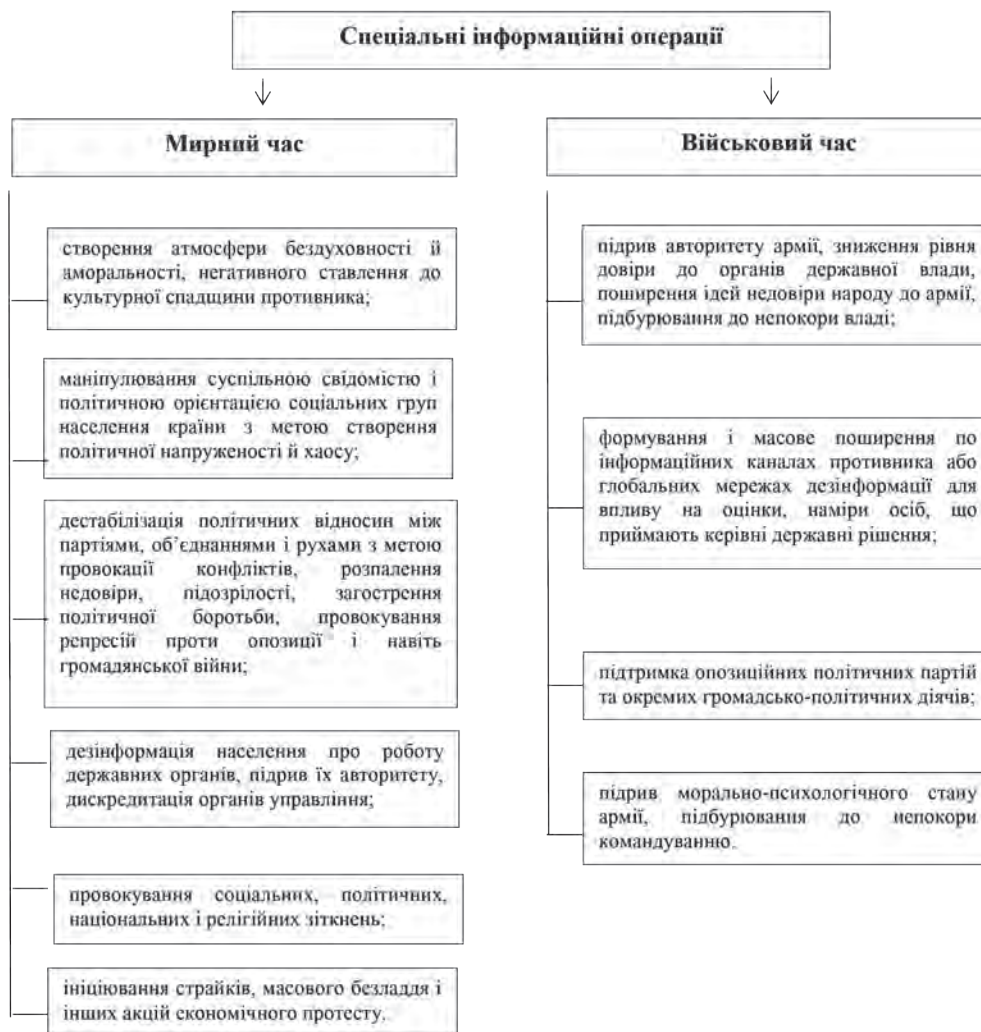 Спеціальні інформаційні операції
Мирний час
створення атмосфери бездуховності й
аморальності, негативного ставлення до
культурної спадщини противника;
маніпулювання суспільною свідомістю і
політичною орієнтацією соціальних груп
населення країни з метою створення
політичної напруженості й хаосу;
дестабілізація політичних відносин між
партіями, об’єднаннями і рухами з метою
провокації конфліктів, розпалення
недовіри, підозрілості, загострення
політичної боротьби, провокування
репресій проти опозиції і навіть
громадянської війни;
дезінформація населення про роботу
державних органів, підрив їх авторитету,
дискредитація органів управління;
провокування соціальних, політичних,
національних і релігійних зіткнень;
ініціювання страйків, масового безладдя і
інших акцій економічного протесту.
Військовий час
підрив авторитету армії, зниження рівня
довіри до органів державної влади,
поширення ідей недовіри народу до армії,
підбурювання до непокори владі;
формування і масове поширення по
інформаційних каналах противника або
глобальних мережах дезінформації для
впливу на оцінки, наміри осіб, що
приймають керівні державні рішення;
підтримка опозиційних політичних партій
та окремих громадсько-політичних діячів;
підрив морально-психологічного стану
армії, підбурювання до непокори
командуванню.